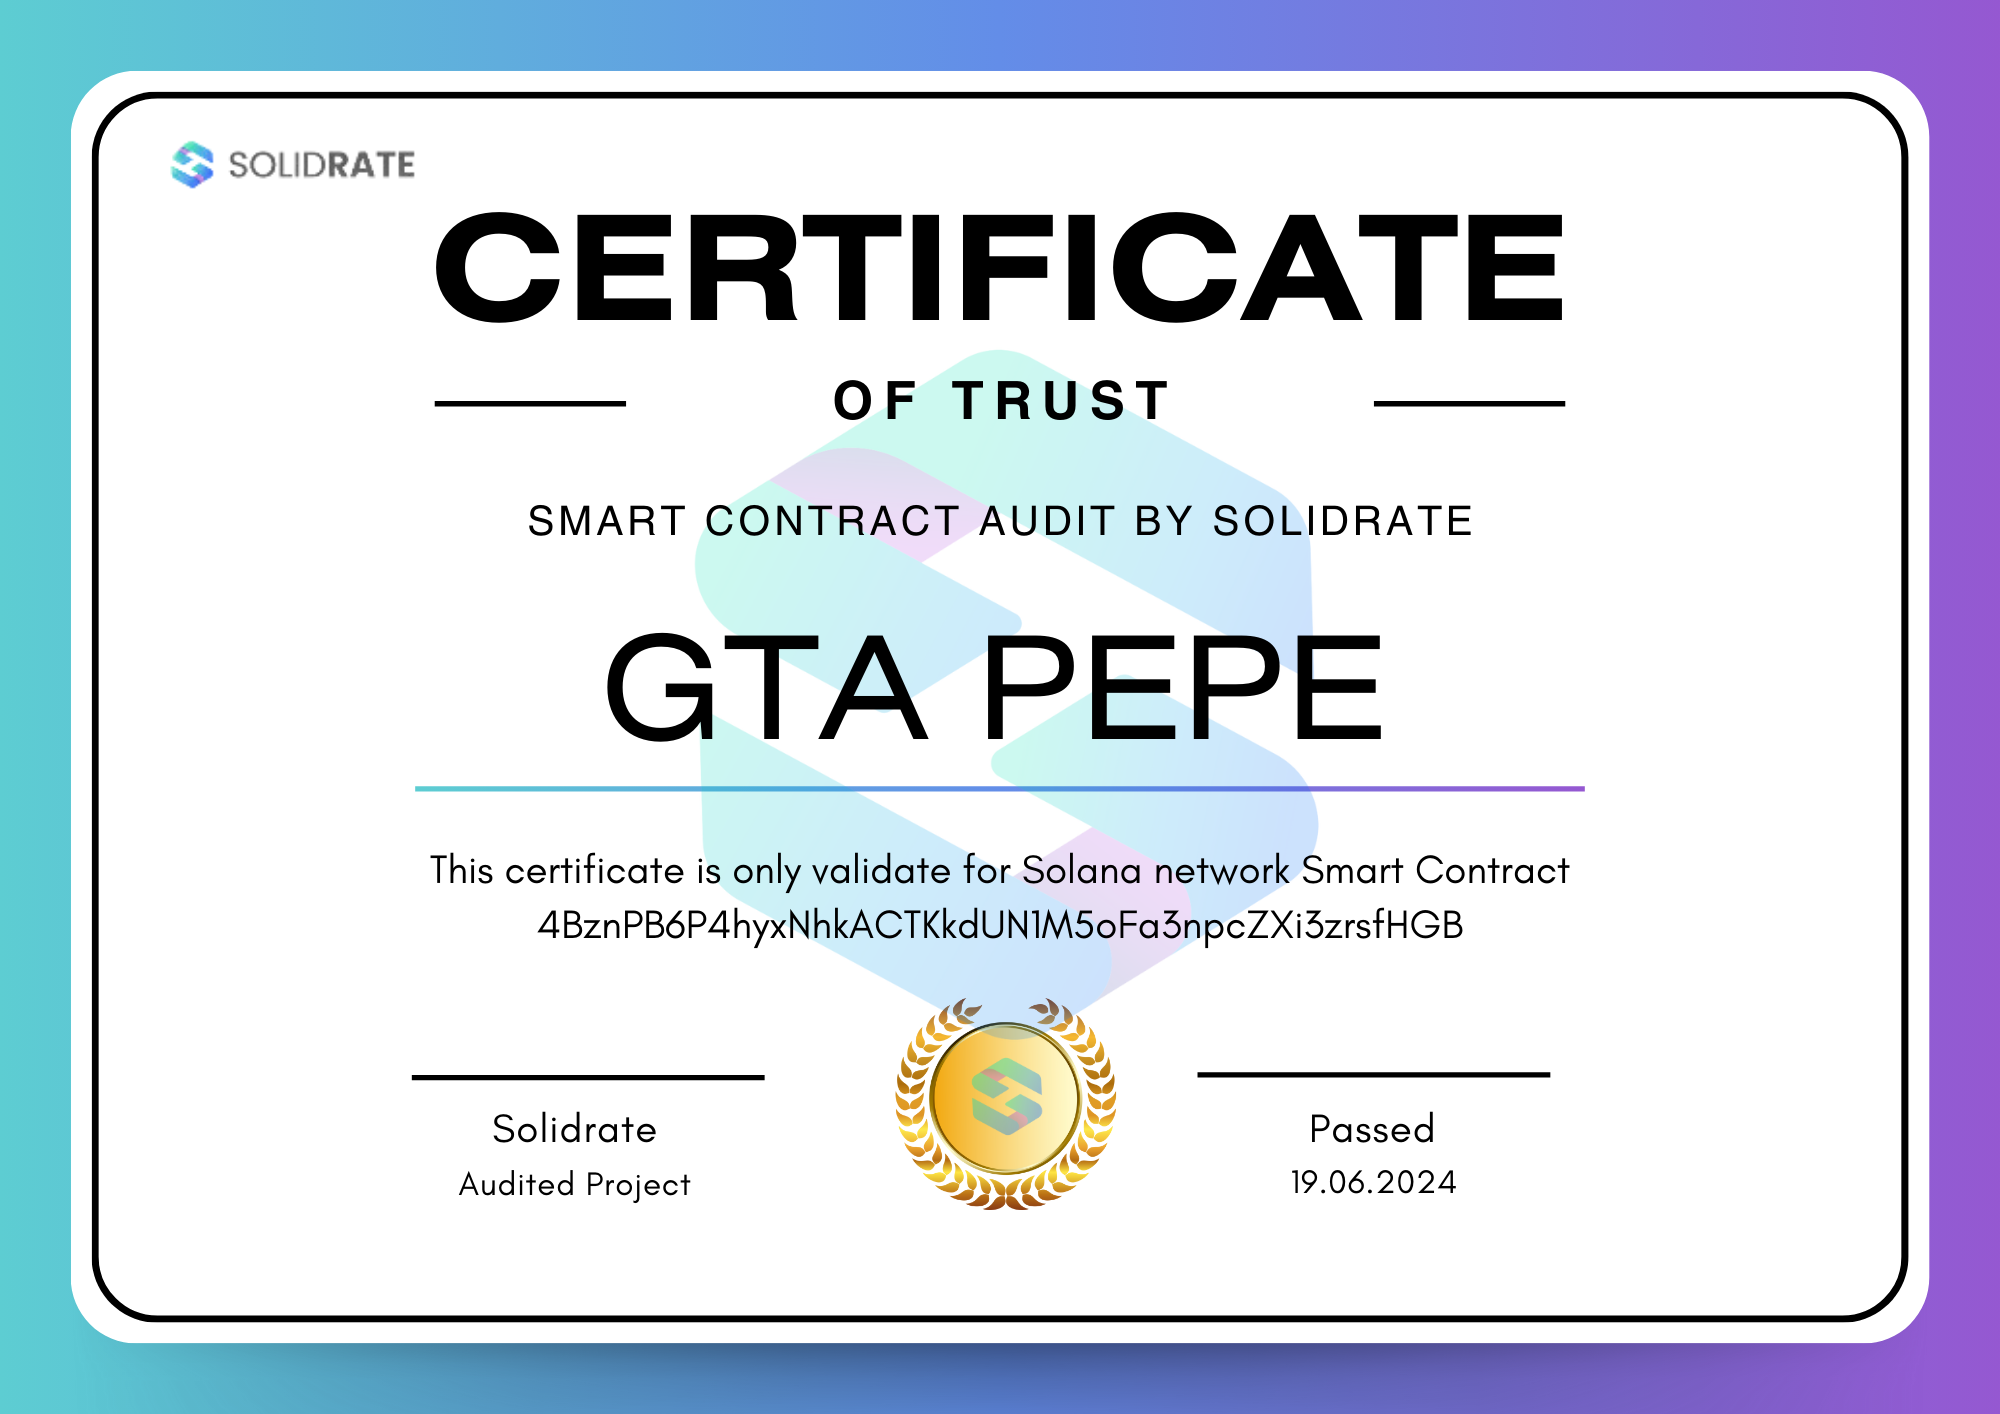 SOLIDRATE
CERTIFICATE
OF TRUST
SMART CONTRACT AUDIT BY SOLIDRATE
GTA PEPE
This certificate is only validate for Solana network Smart Contract
4BznPB6P4hyxNhkACTKkdUN1M5oFa3npcZXi3zrsfHGB
Solidrate
Audited Project
Passed
19.06.2024